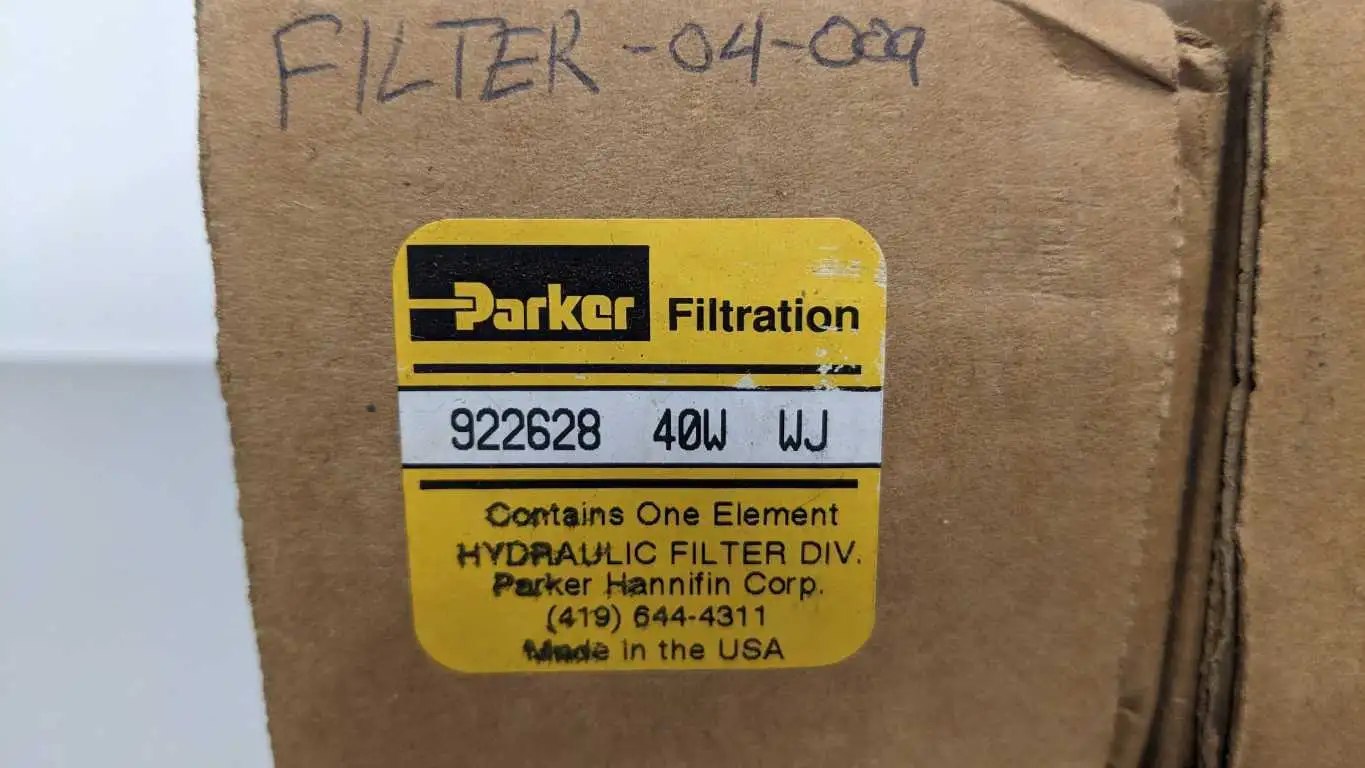 FILTER-04-009
Parker Filtration
922628 40W WJ
Contains One Element
HYDRAULIC FILTER DIV.
Parker Hannifin Corp.
(419) 644-4311
Made in the USA